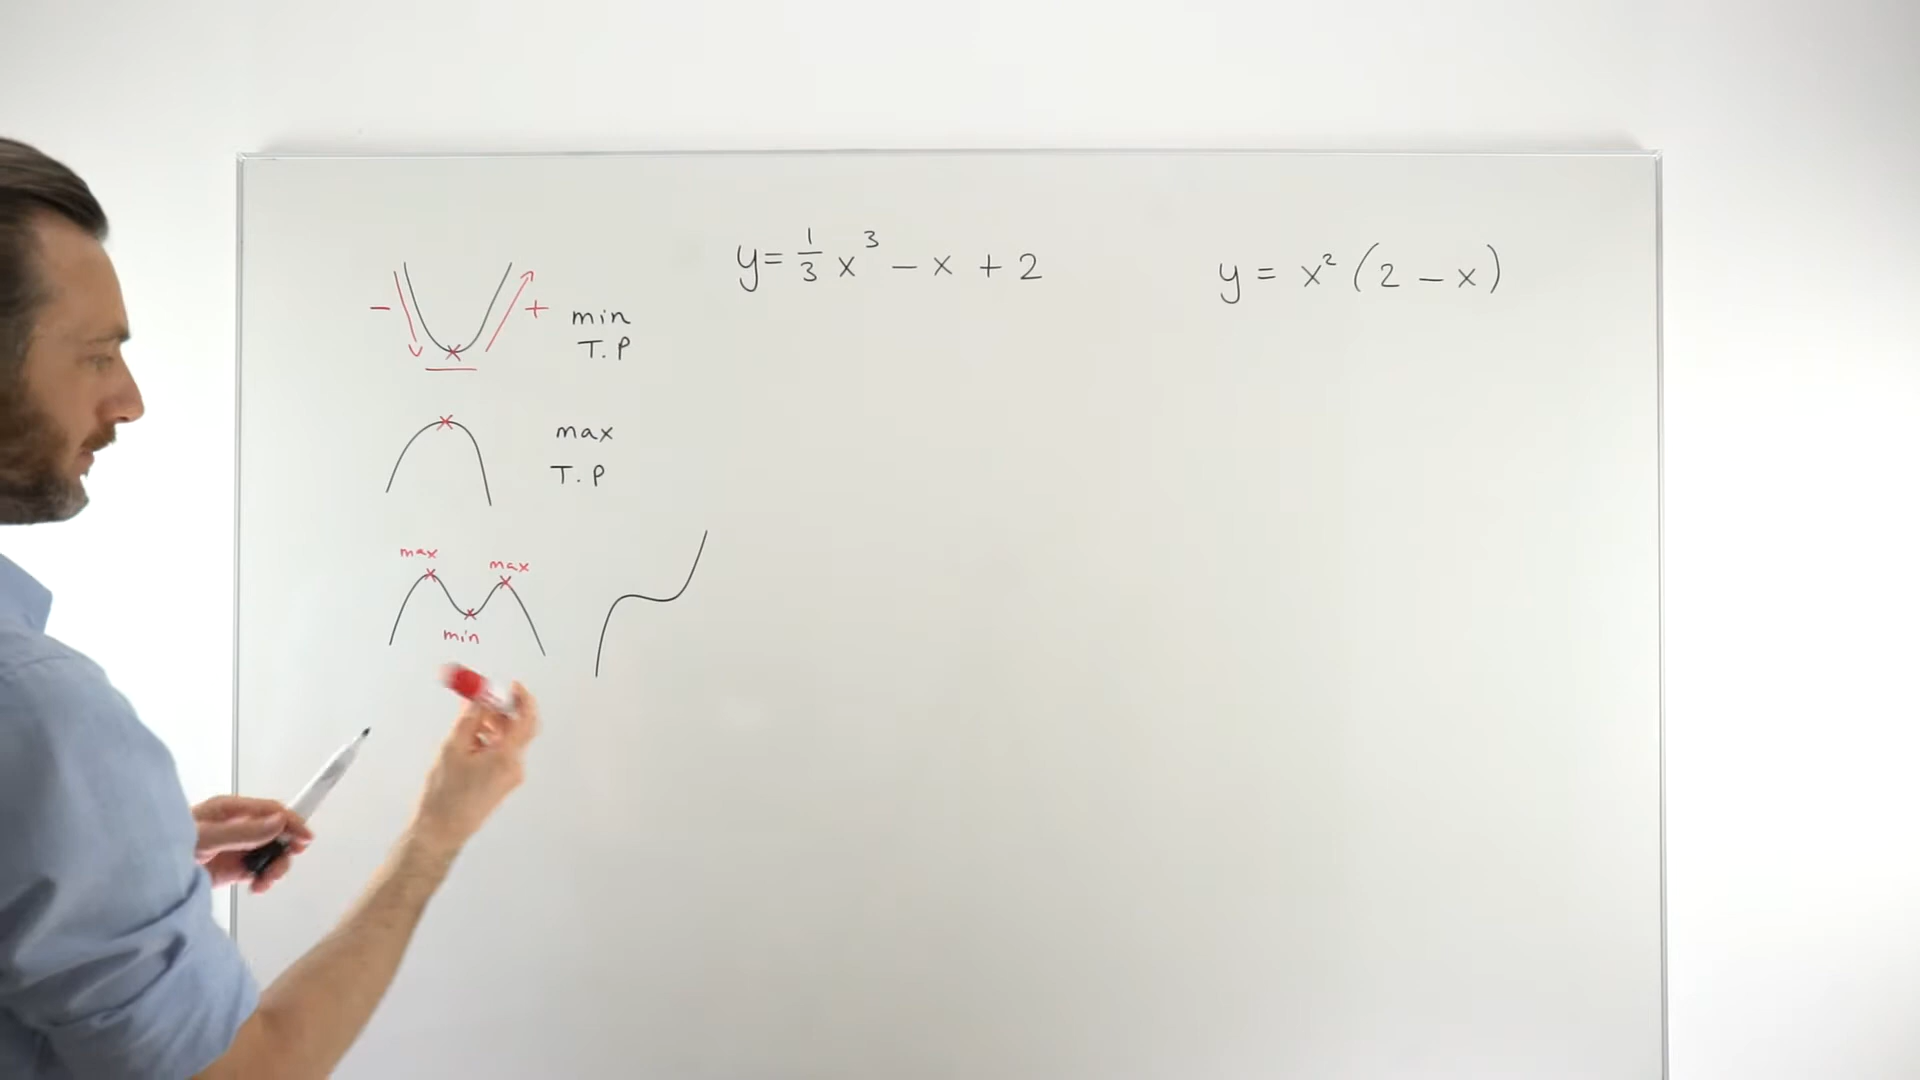 y = 1/3 x³ − x + 2
y = x² (2 − x)
− + min
T. P
max
T. P
max max
min